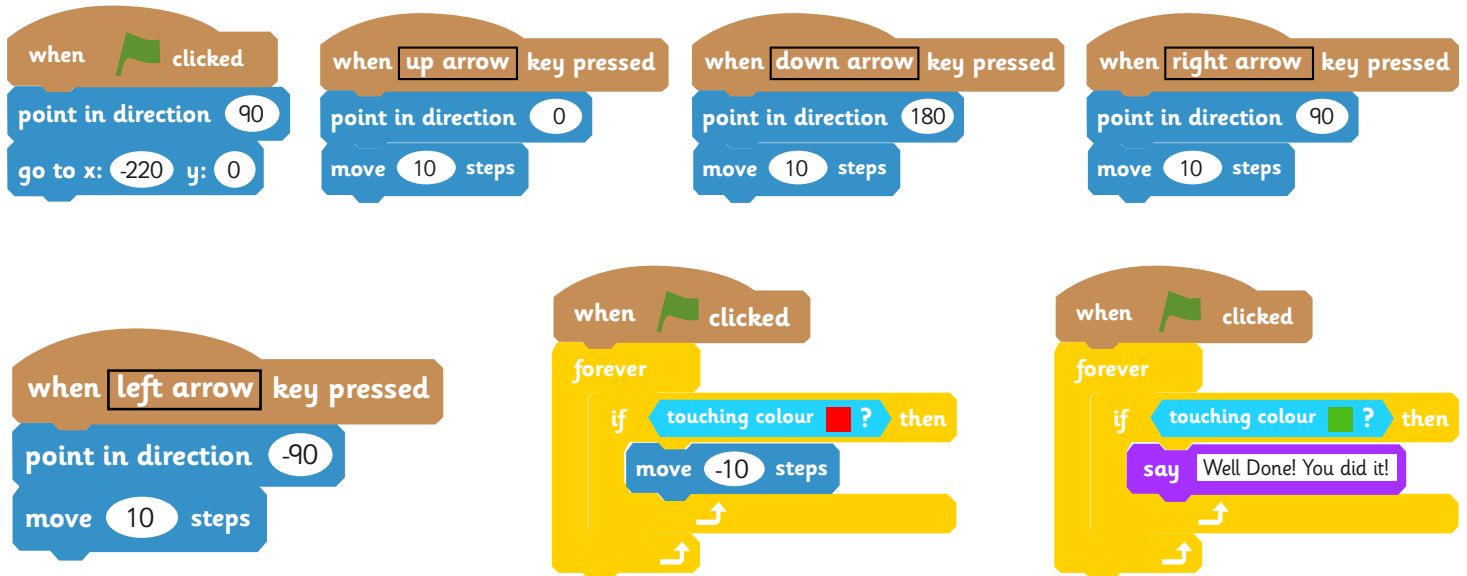 when clicked
point in direction 90
go to x: -220 y: 0
when up arrow key pressed
point in direction 0
move 10 steps
when down arrow key pressed
point in direction 180
move 10 steps
when right arrow key pressed
point in direction 90
move 10 steps
when left arrow key pressed
point in direction -90
move 10 steps
when clicked
forever
if touching colour ? then
move -10 steps
when clicked
forever
if touching colour ? then
say Well Done! You did it!